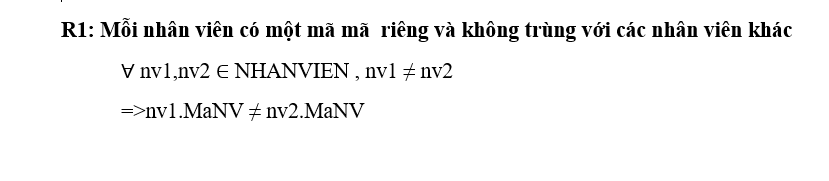 R1: Mỗi nhân viên có một mã mã riêng và không trùng với các nhân viên khác
∀ nv1,nv2 ∈ NHANVIEN , nv1 ≠ nv2
=>nv1.MaNV ≠ nv2.MaNV